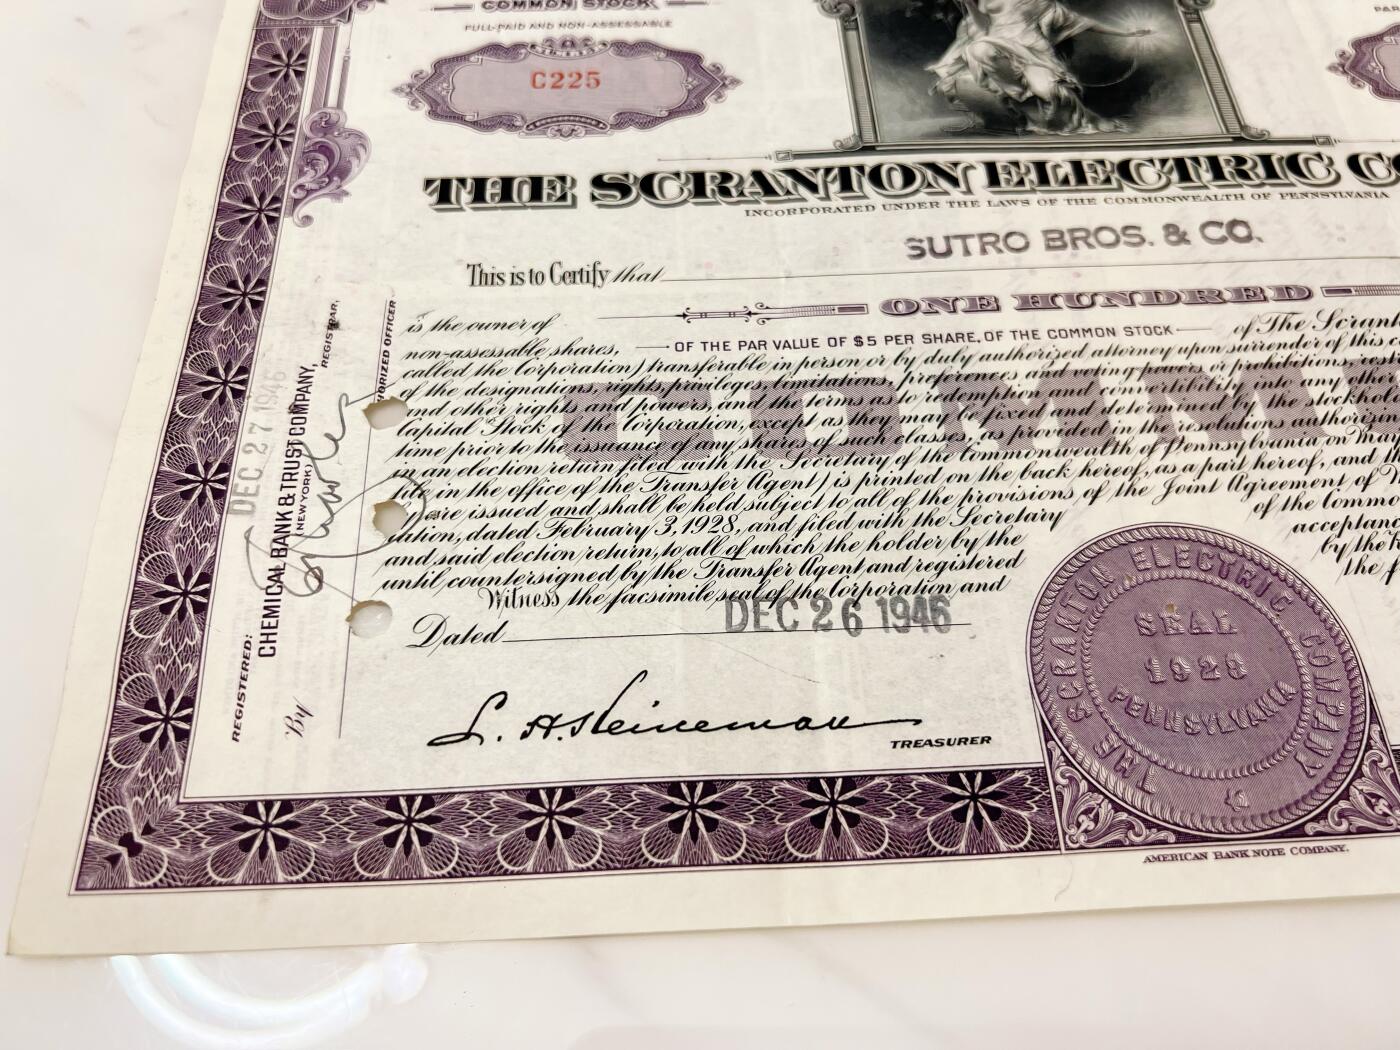 COMMON STOCK
FULL-PAID AND NON-ASSESSABLE
C225
THE SCRANTON ELECTRIC CO
INCORPORATED UNDER THE LAWS OF THE COMMONWEALTH OF PENNSYLVANIA
SUTRO BROS. & CO.
This is to Certify that
ONE HUNDRED
is the owner of
non-assessable shares, OF THE PAR VALUE OF $5 PER SHARE, OF THE COMMON STOCK of The Scrant
called the Corporation) transferable in person or by duly authorized attorney upon surrender of this c
of the designations, rights, privileges, limitations, preferences and voting powers or prohibitions, rest
and other rights and powers, and the terms as to redemption and convertibility into any other
Capital Stock of the Corporation, except as they may be fixed and determined by the stockhol
time prior to the issuance of any shares of such classes, as provided in the resolutions authorizin
in an election return filed with the Secretary of the Commonwealth of Pennsylvania on Mar
file in the office of the Transfer Agent) is printed on the back hereof, as a part hereof, and th
are issued and shall be held subject to all of the provisions of the Joint Agreement of
dition, dated February 3, 1928, and filed with the Secretary of the Commo
and said election return, to all of which the holder by the acceptan
until countersigned by the Transfer Agent and registered by the R
Witness the facsimile seal of the Corporation and the f
COMM
Dated DEC 26 1946
L. H. Heineman
TREASURER
THE SCRANTON ELECTRIC COMPANY
SEAL
1928
PENNSYLVANIA
AMERICAN BANK NOTE COMPANY.
DEC 27 1946
REGISTERED:
CHEMICAL BANK & TRUST COMPANY,
(NEW YORK)
REGISTRAR,
By
HORIZED OFFICER